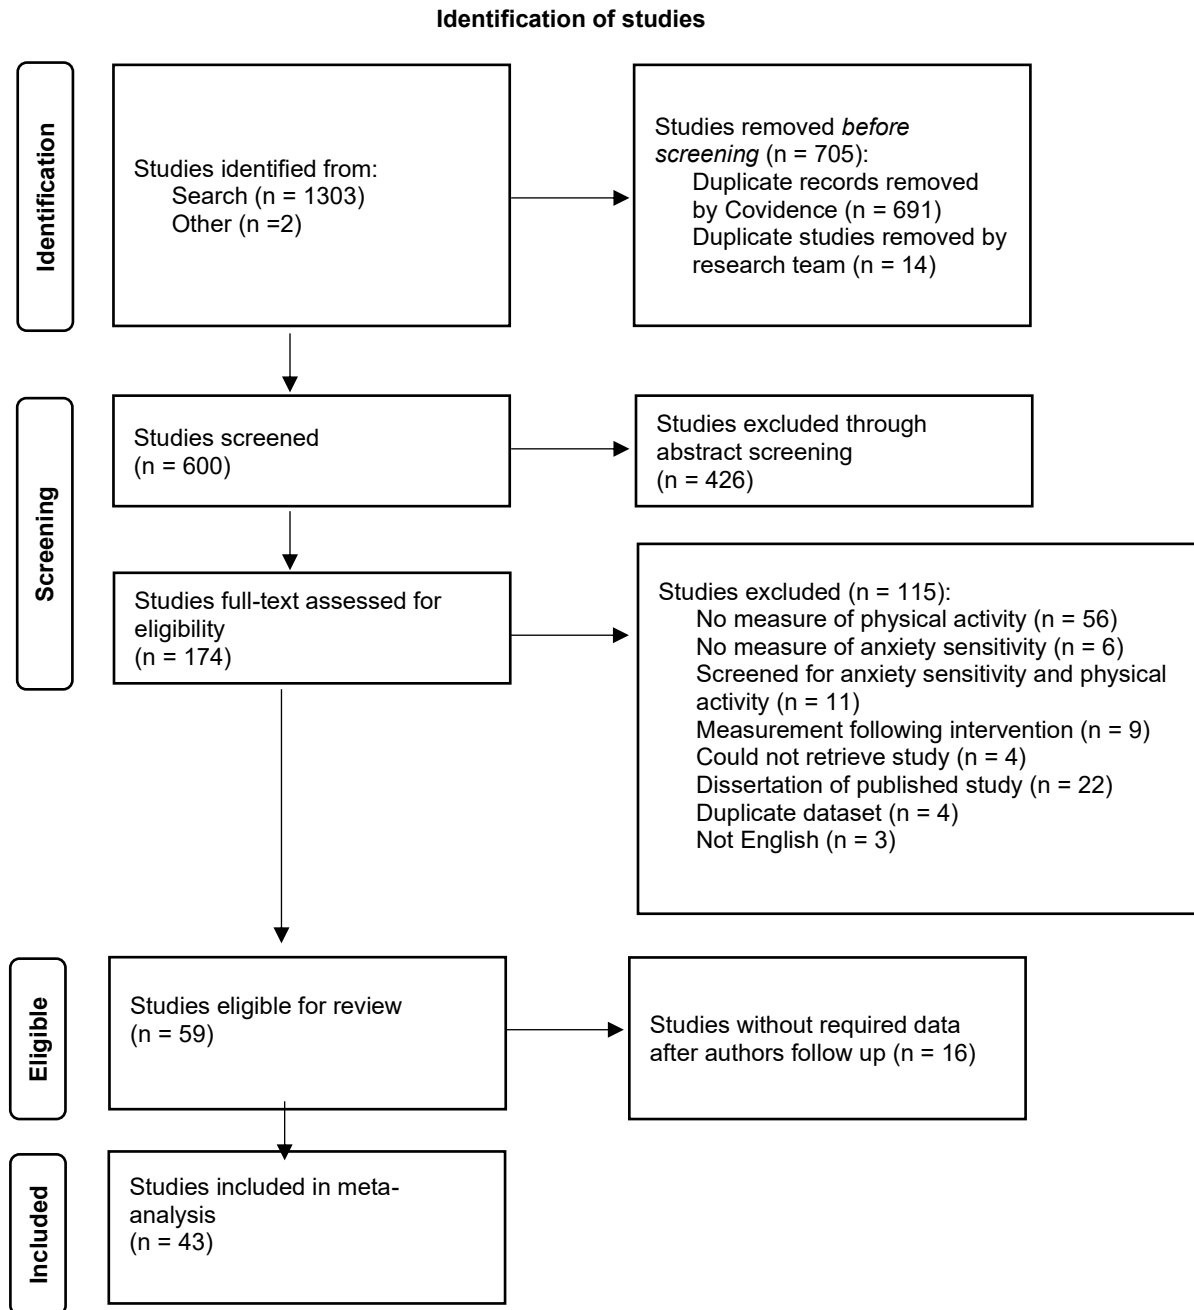 Identification of studies
Identification
Studies identified from:
Search (n = 1303)
Other (n =2)
Studies removed before
screening (n = 705):
Duplicate records removed
by Covidence (n = 691)
Duplicate studies removed by
research team (n = 14)
Screening
Studies screened
(n = 600)
Studies excluded through
abstract screening
(n = 426)
Studies full-text assessed for
eligibility
(n = 174)
Studies excluded (n = 115):
No measure of physical activity (n = 56)
No measure of anxiety sensitivity (n = 6)
Screened for anxiety sensitivity and physical
activity (n = 11)
Measurement following intervention (n = 9)
Could not retrieve study (n = 4)
Dissertation of published study (n = 22)
Duplicate dataset (n = 4)
Not English (n = 3)
Eligible
Studies eligible for review
(n = 59)
Studies without required data
after authors follow up (n = 16)
Included
Studies included in meta-
analysis
(n = 43)